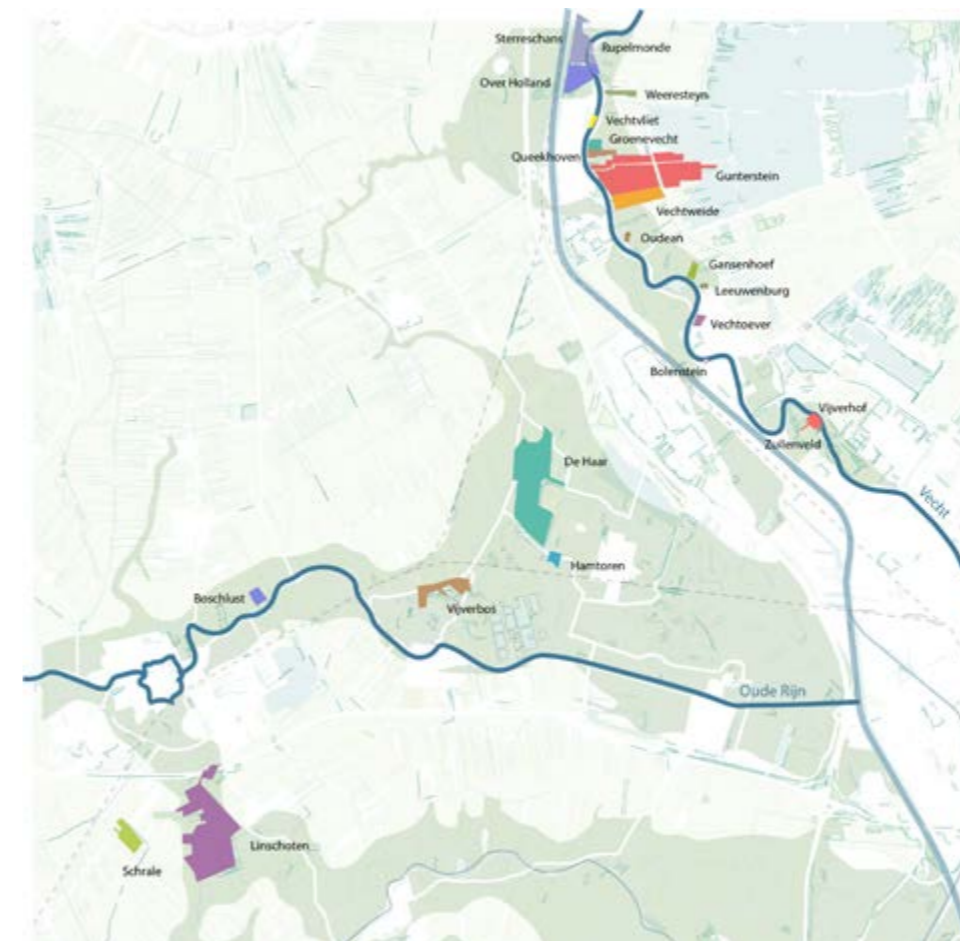 Sterreschans
Rupelmonde
Over Holland
Weeresteyn
Vechtvliet
Groenevecht
Queekhoven
Gunterstein
Vechtweide
Oudean
Gansenhoef
Leeuwenburg
Vechtoever
Bolenstein
Vijverhof
Zuilenveld
De Haar
Vecht
Hamtoren
Boschlust
Vijverbos
Oude Rijn
Linschoten
Schrale